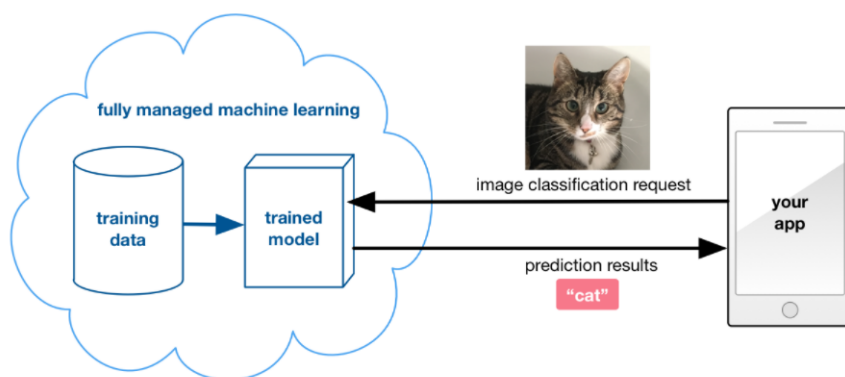 fully managed machine learning
training
data
trained
model
image classification request
your
app
prediction results
“cat”